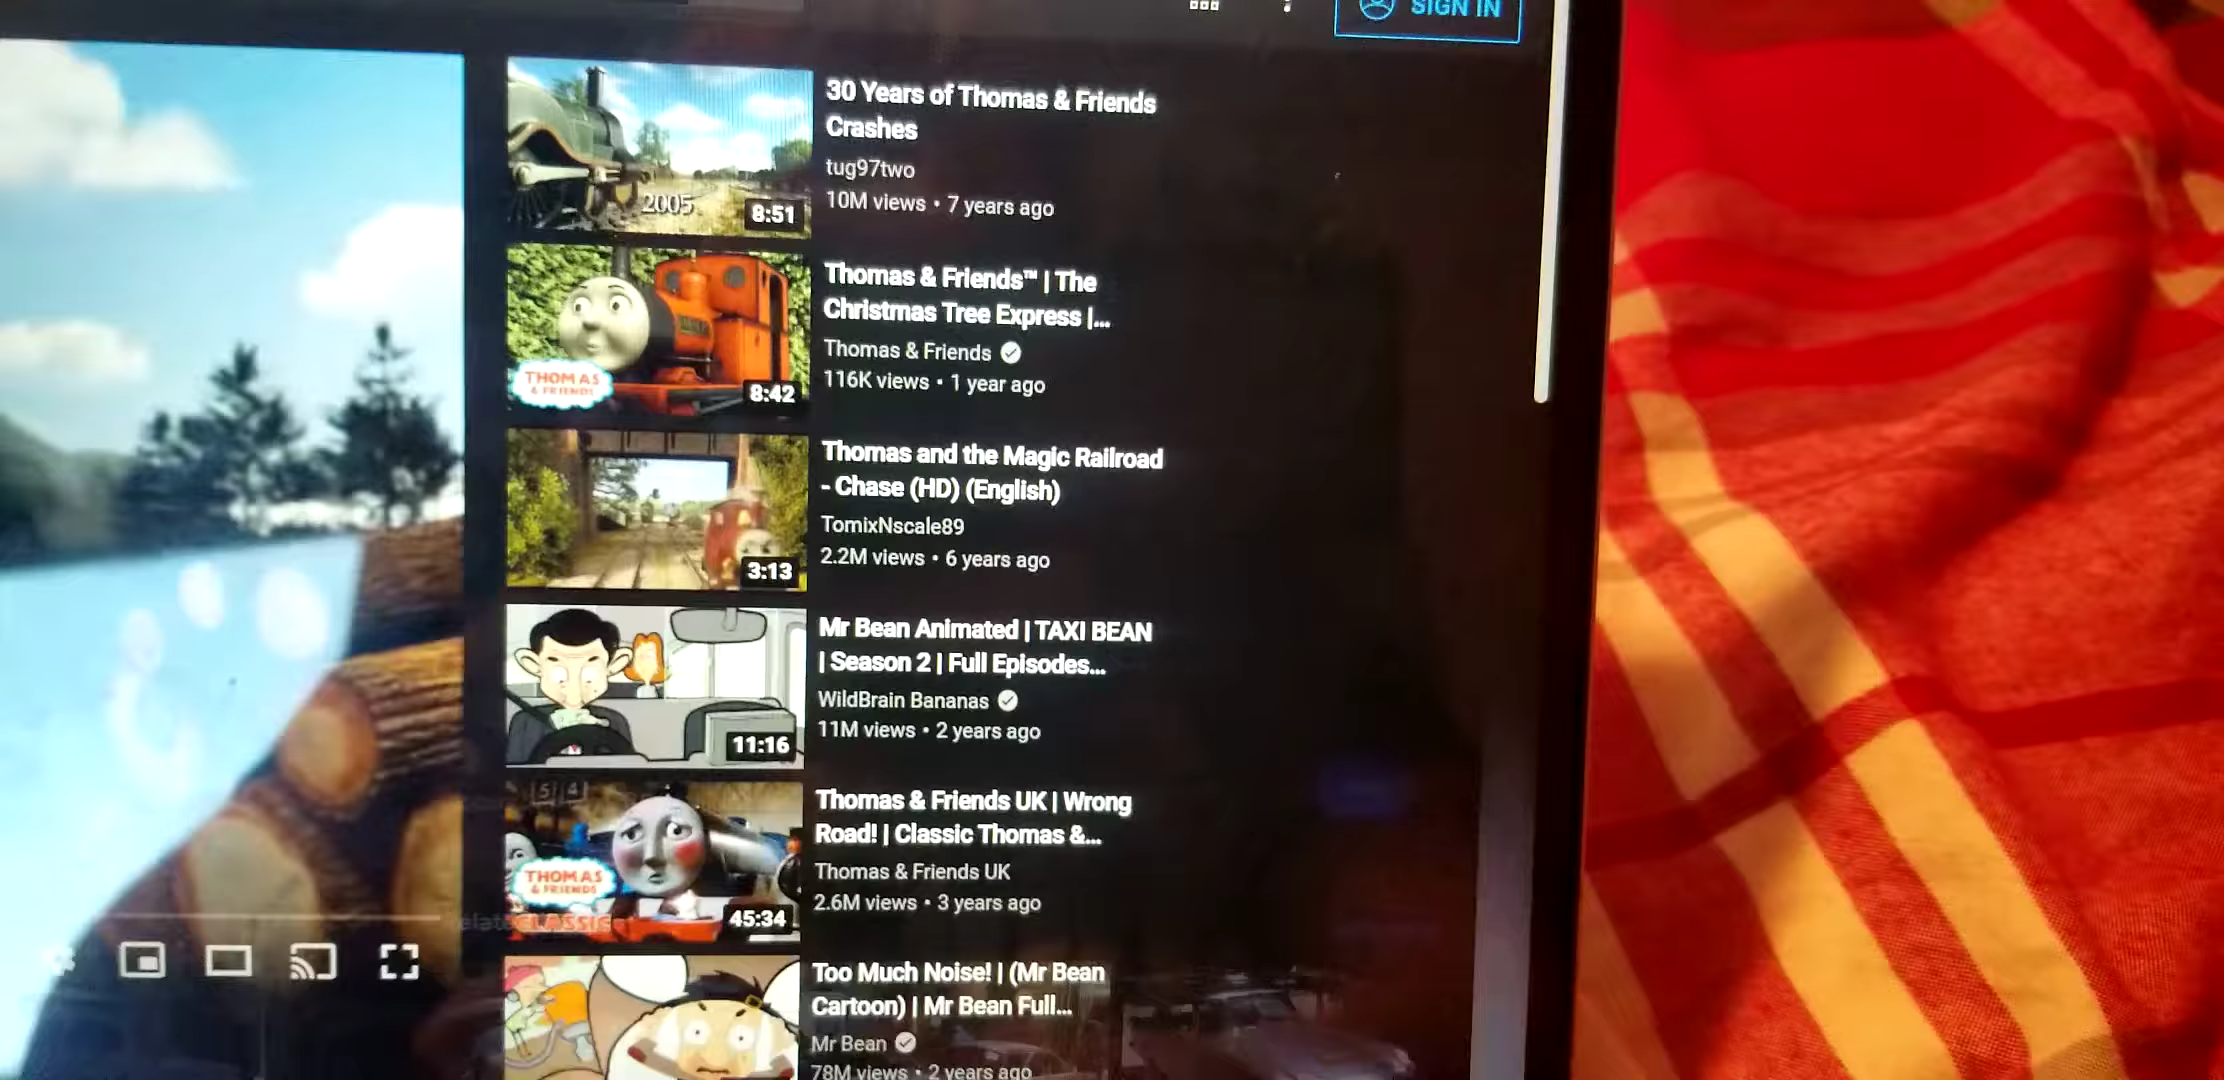 SIGN IN
2005
8:51
30 Years of Thomas & Friends
Crashes
tug97two
10M views • 7 years ago
THOMAS
& FRIENDS
8:42
Thomas & Friends™ | The
Christmas Tree Express |...
Thomas & Friends
116K views • 1 year ago
3:13
Thomas and the Magic Railroad
- Chase (HD) (English)
TomixNscale89
2.2M views • 6 years ago
11:16
Mr Bean Animated | TAXI BEAN
| Season 2 | Full Episodes...
WildBrain Bananas
11M views • 2 years ago
5 4
THOMAS
& FRIENDS
CLASSIC
45:34
Thomas & Friends UK | Wrong
Road! | Classic Thomas &...
Thomas & Friends UK
2.6M views • 3 years ago
Too Much Noise! | (Mr Bean
Cartoon) | Mr Bean Full...
Mr Bean
78M views • 2 years ago